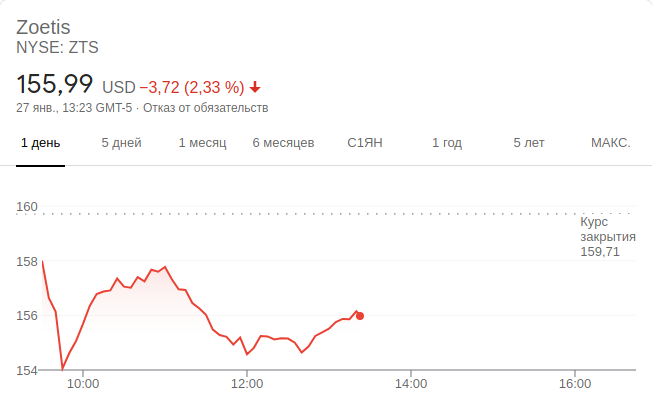 Zoetis
NYSE: ZTS
155,99 USD −3,72 (2,33 %)
27 янв., 13:23 GMT-5 · Отказ от обязательств
1 день 5 дней 1 месяц 6 месяцев С1ЯН 1 год 5 лет МАКС.
160
Курс
закрытия
159,71
158
156
154
10:00 12:00 14:00 16:00